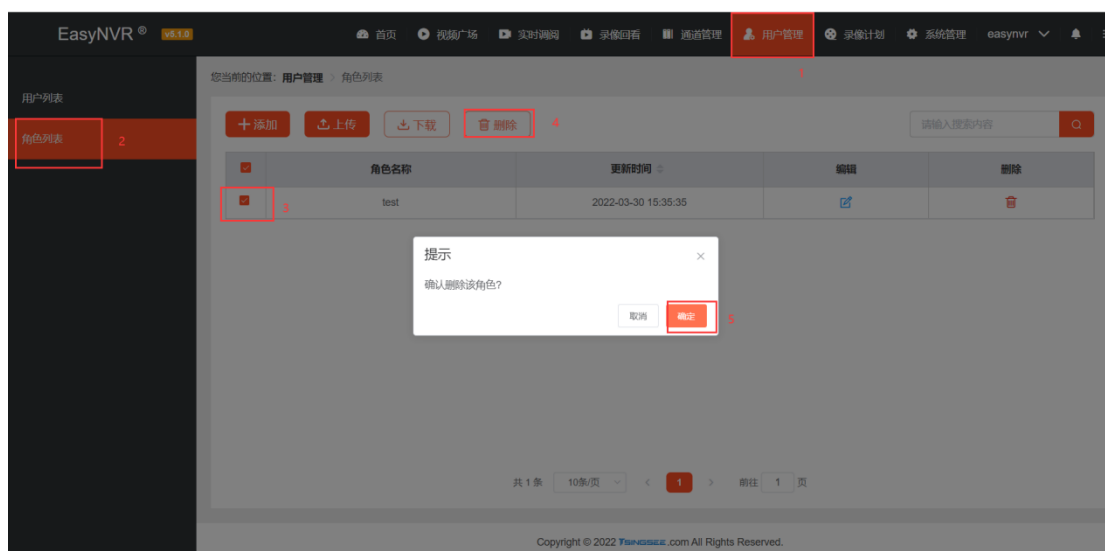 EasyNVR ® v5.1.0 首页 视频广场 实时调阅 录像回看 通道管理 用户管理 录像计划 系统管理 easynvr
1
您当前的位置：用户管理 > 角色列表
用户列表
角色列表 2
添加 上传 下载 删除 4 请输入搜索内容
角色名称 更新时间 编辑 删除
3 test 2022-03-30 15:35:35
提示 ×
确认删除该角色?
取消 确定 5
共 1 条 10条/页 < 1 > 前往 1 页
Copyright © 2022 TSINGSEE.com All Rights Reserved.